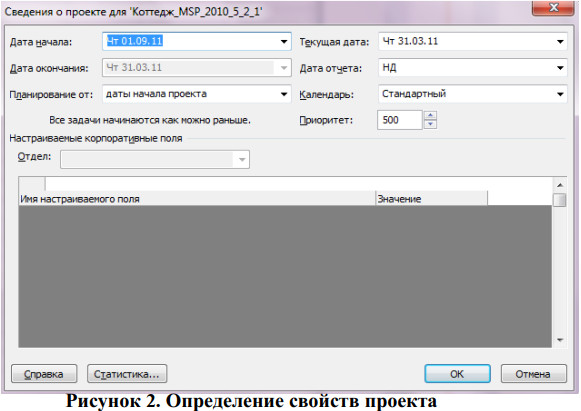 Сведения о проекте для 'Коттедж_MSP_2010_5_2_1'
Дата начала: Чт 01.09.11 Текущая дата: Чт 31.03.11
Дата окончания: Чт 31.03.11 Дата отчета: НД
Планирование от: даты начала проекта Календарь: Стандартный
Все задачи начинаются как можно раньше. Приоритет: 500
Настраиваемые корпоративные поля
Отдел:
Имя настраиваемого поля Значение
Справка Статистика... ОК Отмена
Рисунок 2. Определение свойств проекта